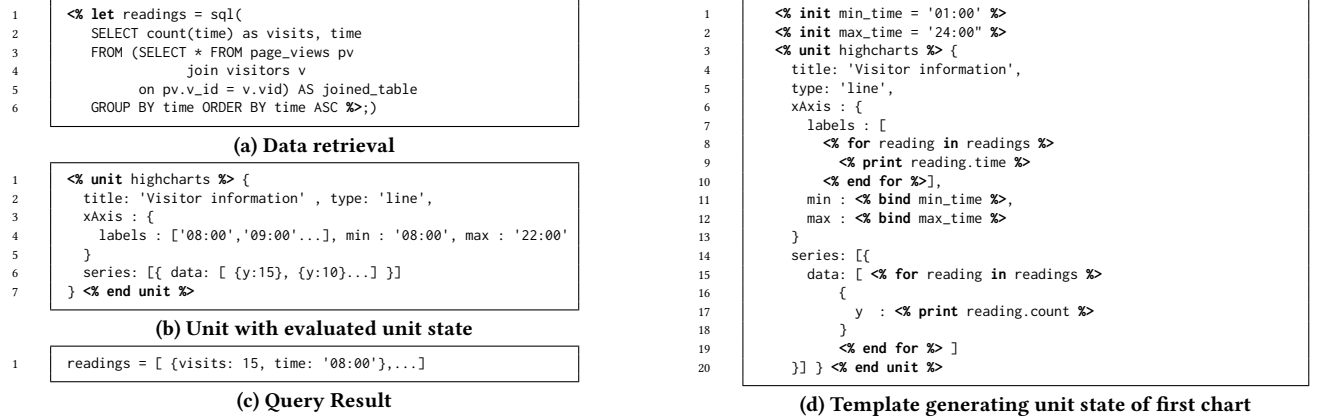 1 <% let readings = sql(
2 SELECT count(time) as visits, time
3 FROM (SELECT * FROM page_views pv
4 join visitors v
5 on pv.v_id = v.vid) AS joined_table
6 GROUP BY time ORDER BY time ASC %>;)
(a) Data retrieval
1 <% unit highcharts %> {
2 title: 'Visitor information' , type: 'line',
3 xAxis : {
4 labels : ['08:00','09:00'...], min : '08:00', max : '22:00'
5 }
6 series: [{ data: [ {y:15}, {y:10}...] }]
7 } <% end unit %>
(b) Unit with evaluated unit state
1 readings = [ {visits: 15, time: '08:00'},...]
(c) Query Result
1 <% init min_time = '01:00' %>
2 <% init max_time = '24:00" %>
3 <% unit highcharts %> {
4 title: 'Visitor information',
5 type: 'line',
6 xAxis : {
7 labels : [
8 <% for reading in readings %>
9 <% print reading.time %>
10 <% end for %>],
11 min : <% bind min_time %>,
12 max : <% bind max_time %>
13 }
14 series: [{
15 data: [ <% for reading in readings %>
16 {
17 y : <% print reading.count %>
18 }
19 <% end for %> ]
20 }] } <% end unit %>
(d) Template generating unit state of first chart